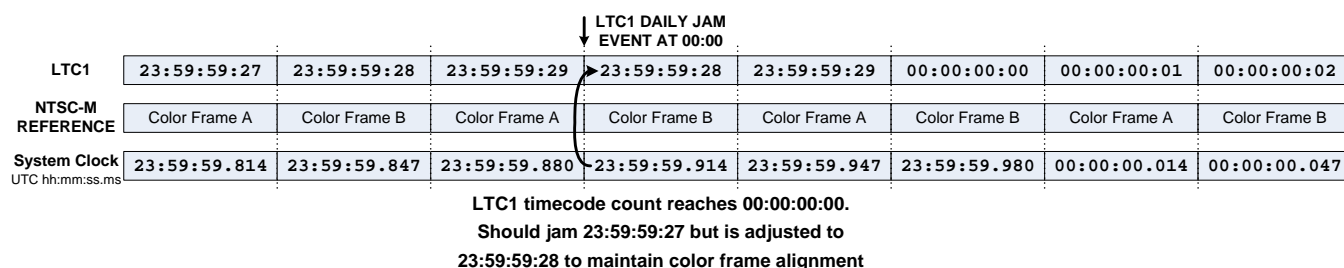 LTC1 DAILY JAM
EVENT AT 00:00
LTC1 23:59:59:27 23:59:59:28 23:59:59:29 23:59:59:28 23:59:59:29 00:00:00:00 00:00:00:01 00:00:00:02
NTSC-M
REFERENCE Color Frame A Color Frame B Color Frame A Color Frame B Color Frame A Color Frame B Color Frame A Color Frame B
System Clock 23:59:59.814 23:59:59.847 23:59:59.880 23:59:59.914 23:59:59.947 23:59:59.980 00:00:00.014 00:00:00.047
UTC hh:mm:ss.ms
LTC1 timecode count reaches 00:00:00:00.
Should jam 23:59:59:27 but is adjusted to
23:59:59:28 to maintain color frame alignment